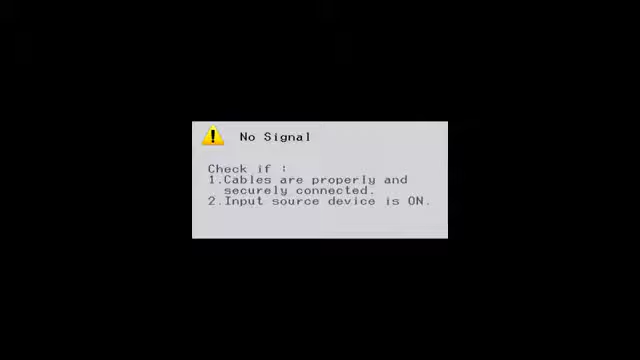 No Signal
Check if :
1.Cables are properly and
securely connected.
2.Input source device is ON.